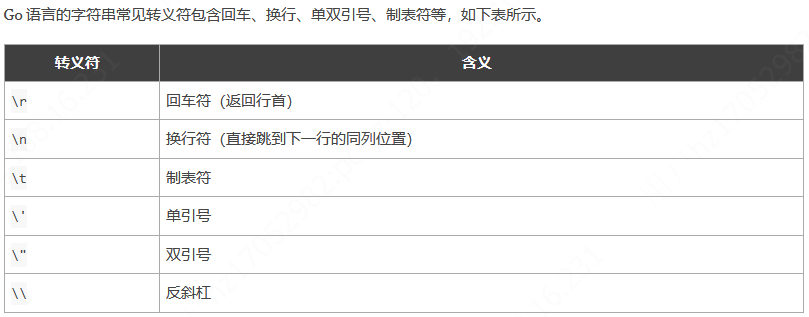 Go 语言的字符串常见转义符包含回车、换行、单双引号、制表符等，如下表所示。
转义符 含义
\r 回车符（返回行首）
\n 换行符（直接跳到下一行的同列位置）
\t 制表符
\' 单引号
\" 双引号
\\ 反斜杠